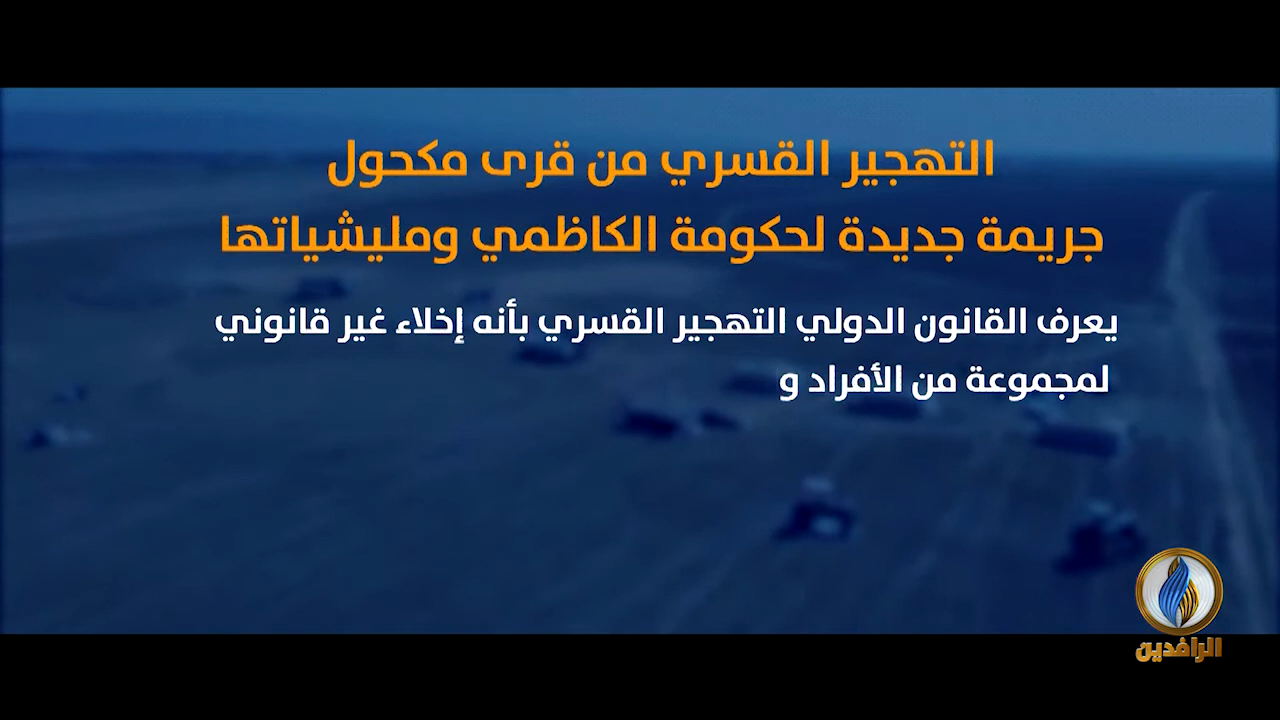 التهجير القسري من قرى مكحول
جريمة جديدة لحكومة الكاظمي ومليشياتها
يعرف القانون الدولي التهجير القسري بأنه إخلاء غير قانوني
لمجموعة من الأفراد و
الرافدين